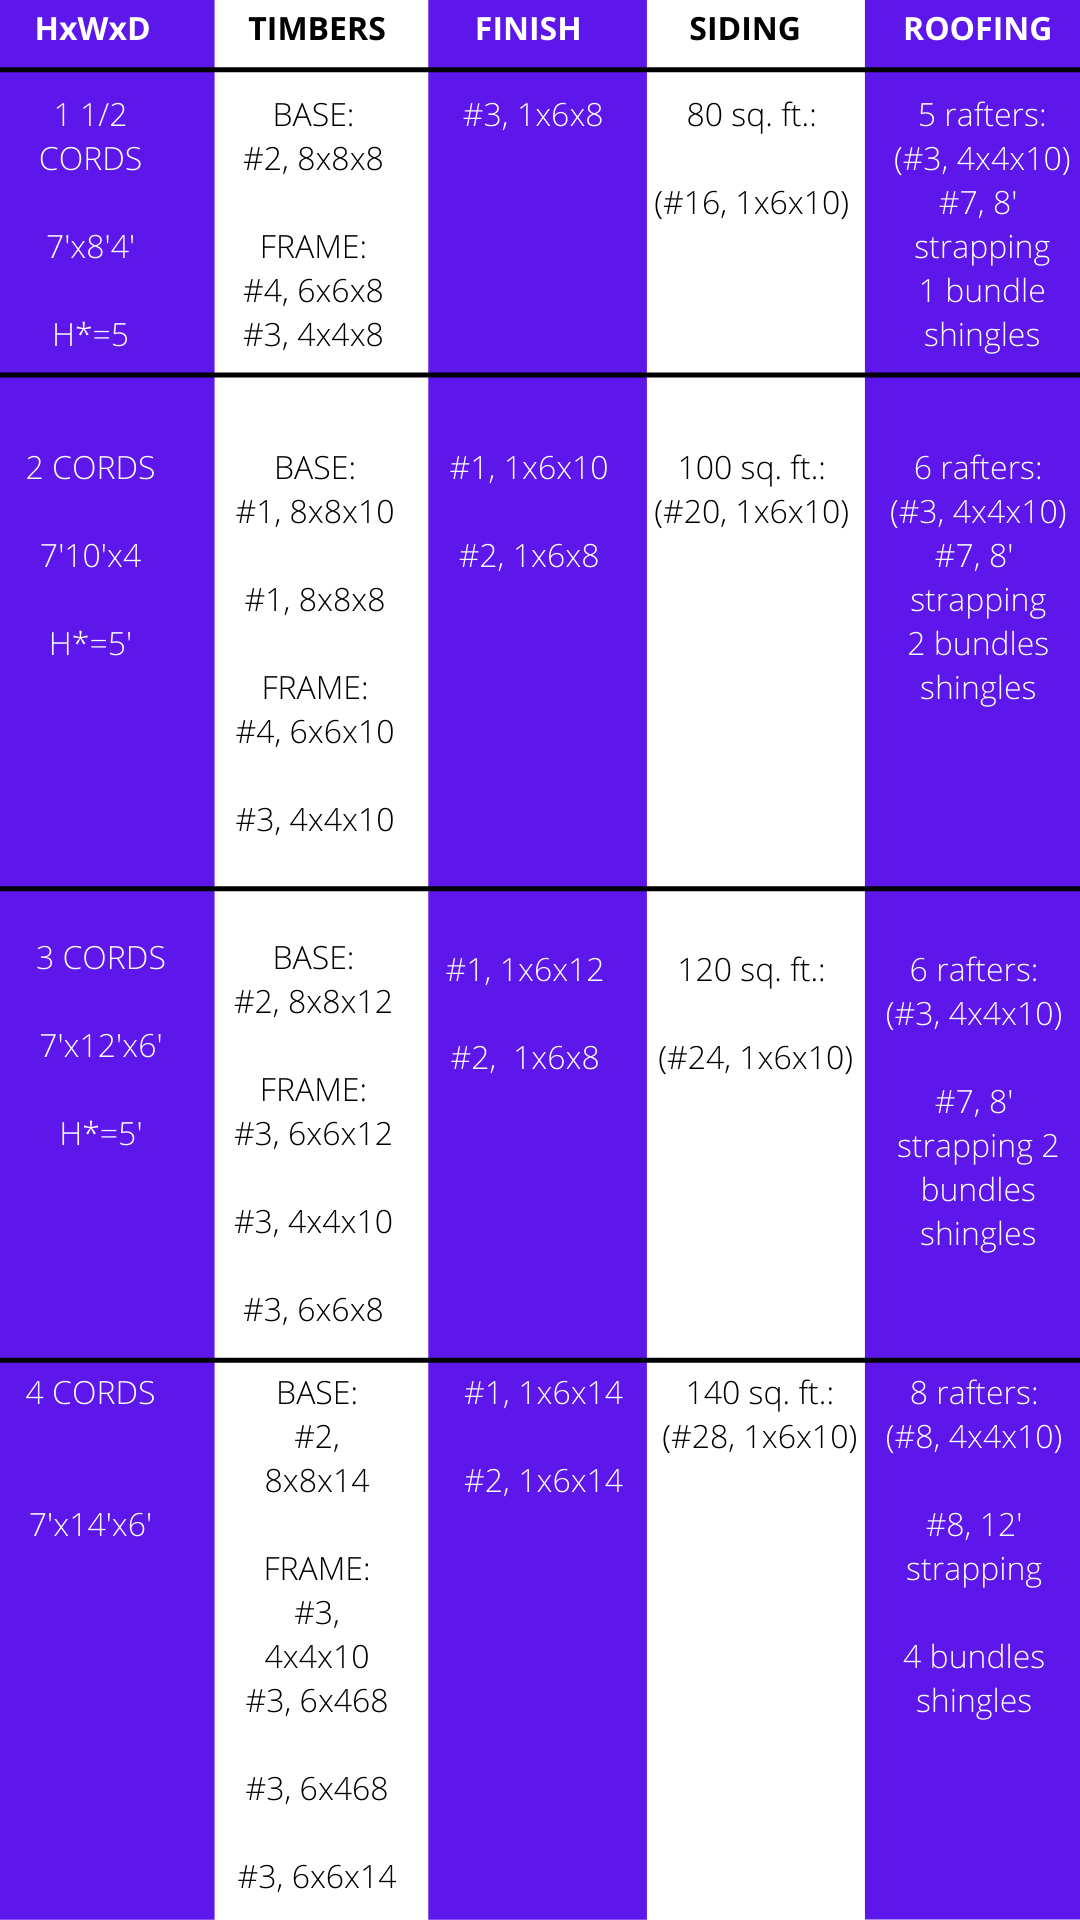 HxWxD
TIMBERS
FINISH
SIDING
ROOFING
1 1/2
CORDS
7'x8'4'
H*=5
BASE:
#2, 8x8x8
FRAME:
#4, 6x6x8
#3, 4x4x8
#3, 1x6x8
80 sq. ft.:
(#16, 1x6x10)
5 rafters:
(#3, 4x4x10)
#7, 8'
strapping
1 bundle
shingles
2 CORDS
7'10'x4
H*=5'
BASE:
#1, 8x8x10
#1, 8x8x8
FRAME:
#4, 6x6x10
#3, 4x4x10
#1, 1x6x10
#2, 1x6x8
100 sq. ft.:
(#20, 1x6x10)
6 rafters:
(#3, 4x4x10)
#7, 8'
strapping
2 bundles
shingles
3 CORDS
7'x12'x6'
H*=5'
BASE:
#2, 8x8x12
FRAME:
#3, 6x6x12
#3, 4x4x10
#3, 6x6x8
#1, 1x6x12
#2, 1x6x8
120 sq. ft.:
(#24, 1x6x10)
6 rafters:
(#3, 4x4x10)
#7, 8'
strapping 2
bundles
shingles
4 CORDS
7'x14'x6'
BASE:
#2,
8x8x14
FRAME:
#3,
4x4x10
#3, 6x468
#3, 6x468
#3, 6x6x14
#1, 1x6x14
#2, 1x6x14
140 sq. ft.:
(#28, 1x6x10)
8 rafters:
(#8, 4x4x10)
#8, 12'
strapping
4 bundles
shingles